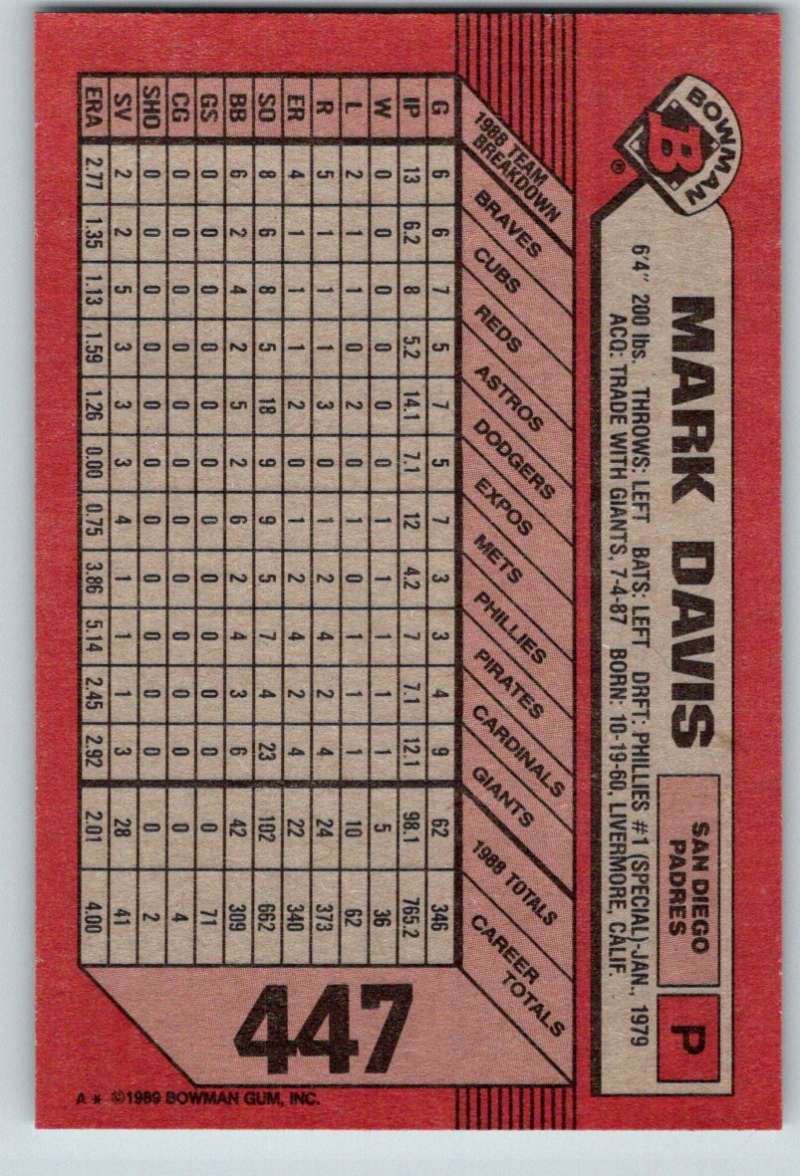 BOWMAN
B
®
MARK DAVIS
SAN DIEGO
PADRES
P
6'4" 200 lbs. THROWS: LEFT BATS: LEFT DRFT: PHILLIES #1 (SPECIAL)-JAN., 1979
ACQ: TRADE WITH GIANTS, 7-4-87 BORN: 10-19-60, LIVERMORE, CALIF.
1988 TEAM
BREAKDOWN
BRAVES
CUBS
REDS
ASTROS
DODGERS
EXPOS
METS
PHILLIES
PIRATES
CARDINALS
GIANTS
1988 TOTALS
CAREER
TOTALS
G 6 6 7 5 7 5 7 3 3 4 9 62 346
IP 13 6.2 8 5.2 14.1 7.1 12 4.2 7 7.1 12.1 98.1 765.2
W 0 0 0 0 0 0 1 1 1 1 1 5 36
L 2 1 1 0 2 0 1 0 1 1 1 10 62
R 5 1 1 1 3 0 1 2 4 2 4 24 373
ER 4 1 1 1 2 0 1 2 4 2 4 22 340
SO 8 6 8 5 18 9 9 5 7 4 23 102 662
BB 6 2 4 2 5 2 6 2 4 3 6 42 309
GS 0 0 0 0 0 0 0 0 0 0 0 0 71
CG 0 0 0 0 0 0 0 0 0 0 0 0 4
SHO 0 0 0 0 0 0 0 0 0 0 0 0 2
SV 2 2 5 3 3 3 4 1 1 1 3 28 41
ERA 2.77 1.35 1.13 1.59 1.26 0.00 0.75 3.86 5.14 2.45 2.92 2.01 4.00
447
A * ©1989 BOWMAN GUM, INC.